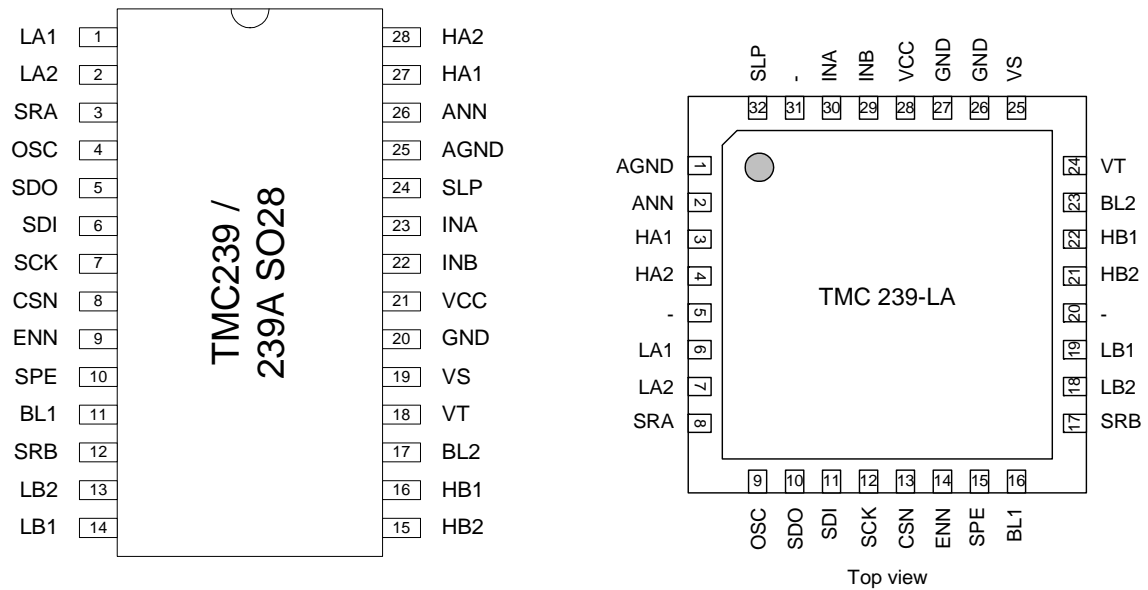 LA1 1 28 HA2
LA2 2 27 HA1
SRA 3 26 ANN
OSC 4 25 AGND
SDO 5 24 SLP
SDI 6 23 INA
SCK 7 22 INB
CSN 8 21 VCC
ENN 9 20 GND
SPE 10 19 VS
BL1 11 18 VT
SRB 12 17 BL2
LB2 13 16 HB1
LB1 14 15 HB2
TMC239 /
239A SO28
SLP - INA INB VCC GND GND VS
32 31 30 29 28 27 26 25
AGND 1 24 VT
ANN 2 23 BL2
HA1 3 22 HB1
HA2 4 21 HB2
- 5 20 -
LA1 6 19 LB1
LA2 7 18 LB2
SRA 8 17 SRB
TMC 239-LA
9 10 11 12 13 14 15 16
OSC SDO SDI SCK CSN ENN SPE BL1
Top view